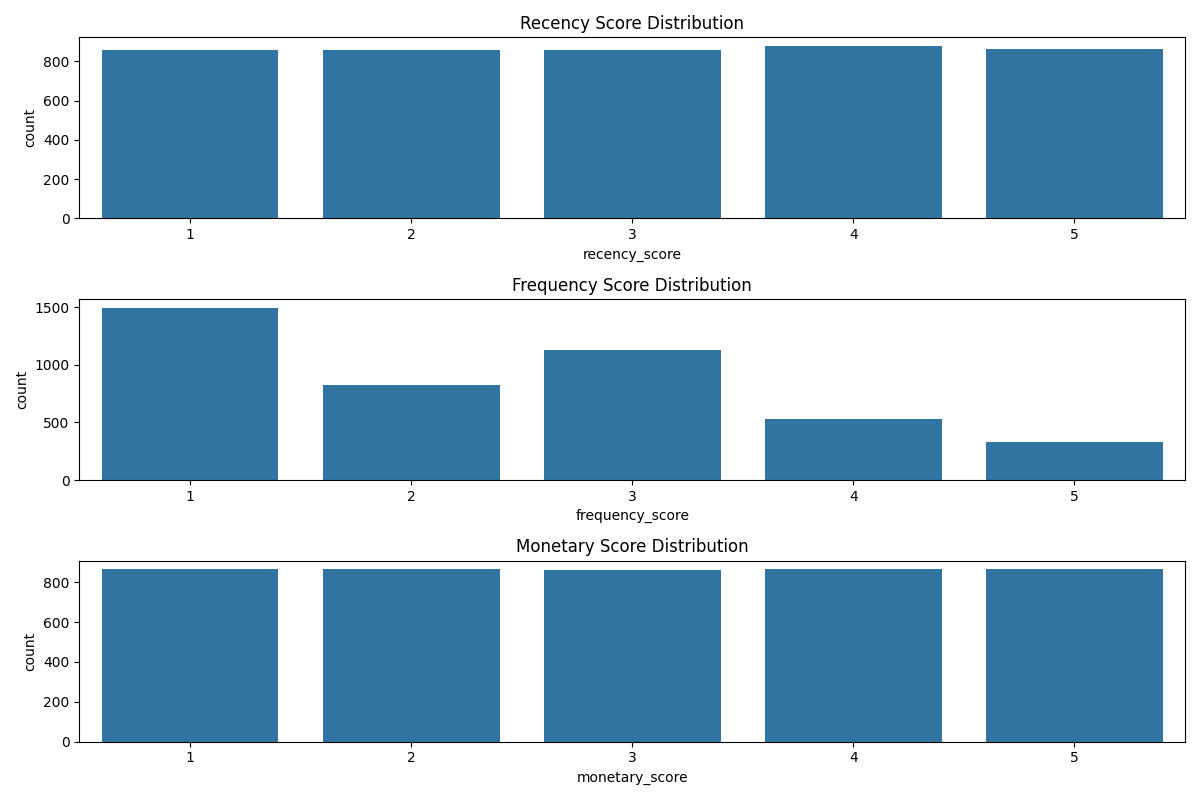 Recency Score Distribution
800
600
400
200
0
count
1 2 3 4 5
recency_score
Frequency Score Distribution
1500
1000
500
0
count
1 2 3 4 5
frequency_score
Monetary Score Distribution
800
600
400
200
0
count
1 2 3 4 5
monetary_score